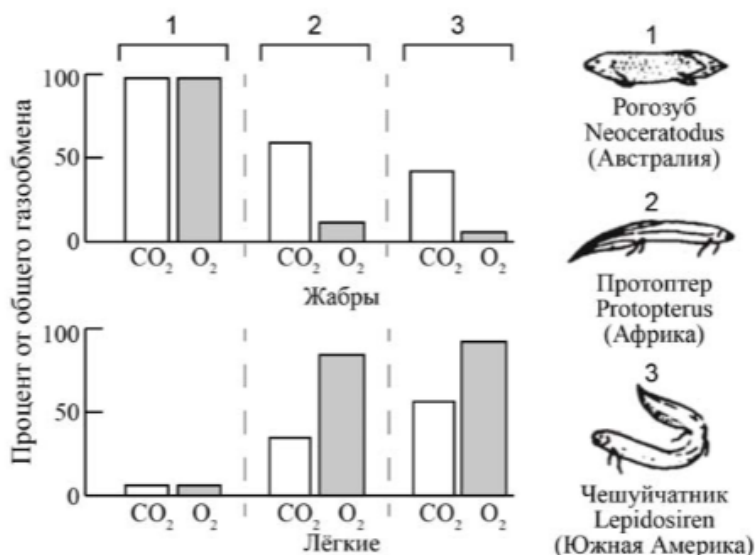 1 2 3
Процент от общего газообмена
100
50
0
CO₂ O₂ CO₂ O₂ CO₂ O₂
Жабры
100
50
0
CO₂ O₂ CO₂ O₂ CO₂ O₂
Лёгкие
1
Рогозуб
Neoceratodus
(Австралия)
2
Протоптер
Protopterus
(Африка)
3
Чешуйчатник
Lepidosiren
(Южная Америка)